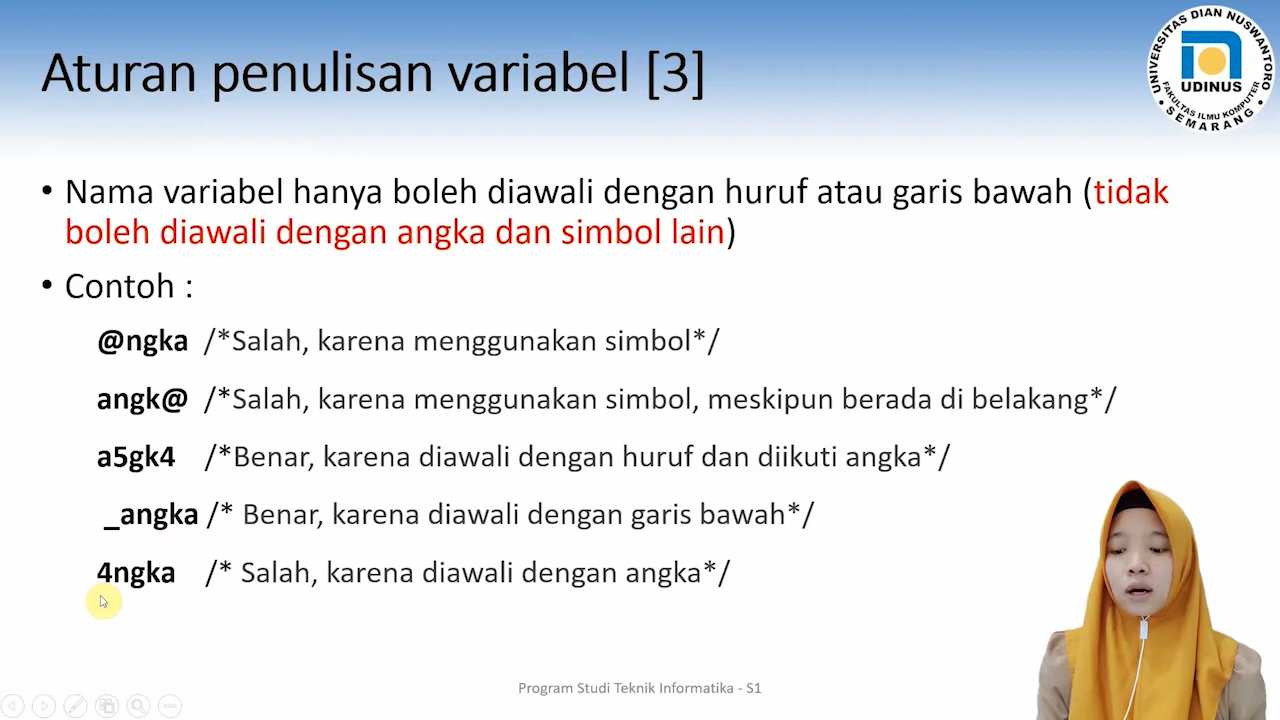 Aturan penulisan variabel [3]
UNIVERSITAS DIAN NUSWANTORO
UDINUS
FAKULTAS ILMU KOMPUTER
• SEMARANG •
• Nama variabel hanya boleh diawali dengan huruf atau garis bawah (tidak
boleh diawali dengan angka dan simbol lain)
• Contoh :
@ngka /*Salah, karena menggunakan simbol*/
angk@ /*Salah, karena menggunakan simbol, meskipun berada di belakang*/
a5gk4 /*Benar, karena diawali dengan huruf dan diikuti angka*/
_angka /* Benar, karena diawali dengan garis bawah*/
4ngka /* Salah, karena diawali dengan angka*/
Program Studi Teknik Informatika - S1